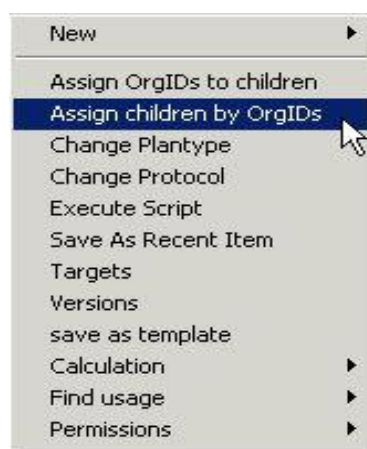 New
Assign OrgIDs to children
Assign children by OrgIDs
Change Plantype
Change Protocol
Execute Script
Save As Recent Item
Targets
Versions
save as template
Calculation
Find usage
Permissions